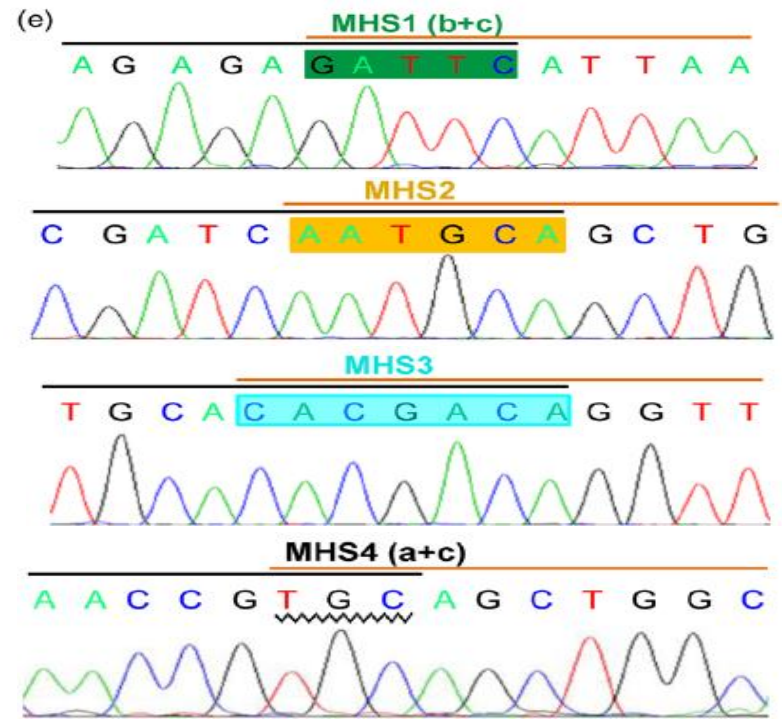 (e)
MHS1 (b+c)
A G A G A G A T T C A T T A A
MHS2
C G A T C A A T G C A G C T G
MHS3
T G C A C A C G A C A G G T T
MHS4 (a+c)
A A C C G T G C A G C T G G C